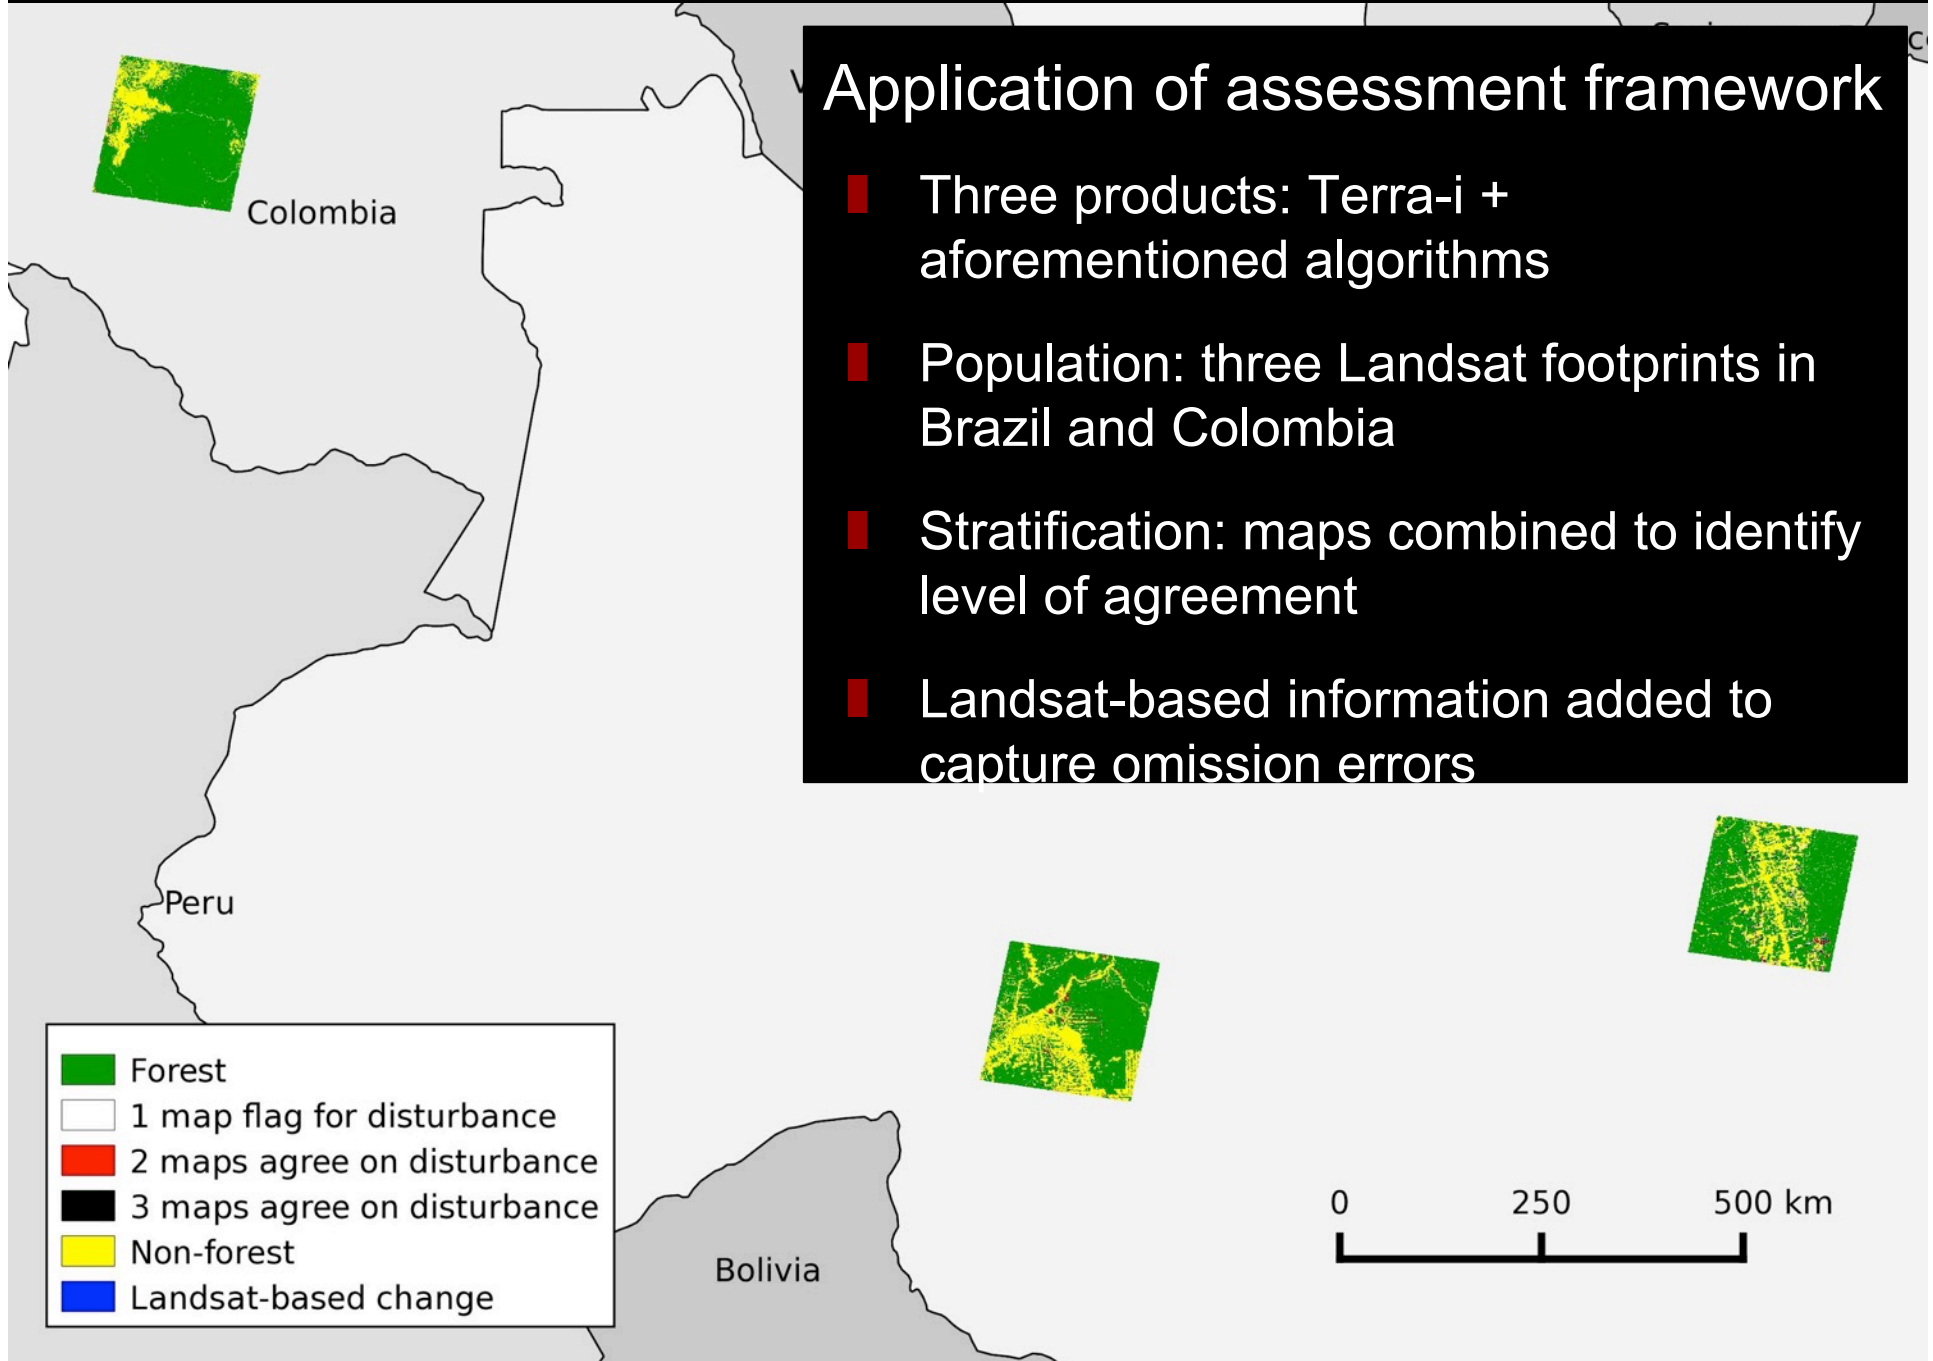 Application of assessment framework
Three products: Terra-i +
aforementioned algorithms
Population: three Landsat footprints in
Brazil and Colombia
Stratification: maps combined to identify
level of agreement
Landsat-based information added to
capture omission errors
Colombia
Peru
Bolivia
Forest
1 map flag for disturbance
2 maps agree on disturbance
3 maps agree on disturbance
Non-forest
Landsat-based change
0 250 500 km